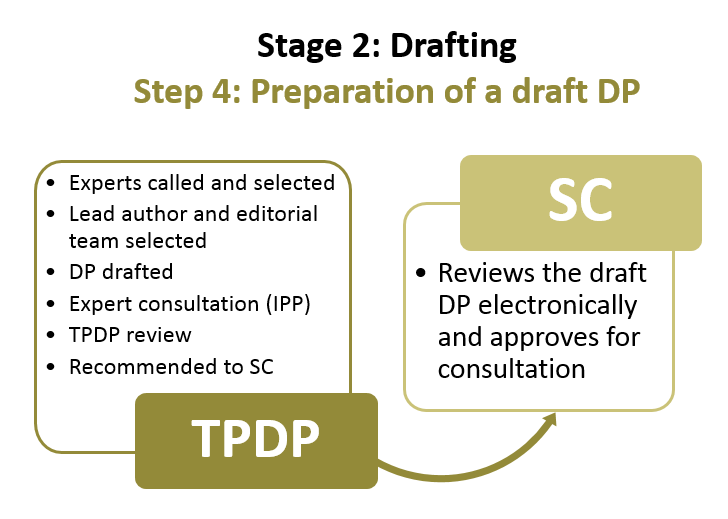 Stage 2: Drafting
Step 4: Preparation of a draft DP
• Experts called and selected
• Lead author and editorial
team selected
• DP drafted
• Expert consultation (IPP)
• TPDP review
• Recommended to SC
TPDP
SC
• Reviews the draft
DP electronically
and approves for
consultation